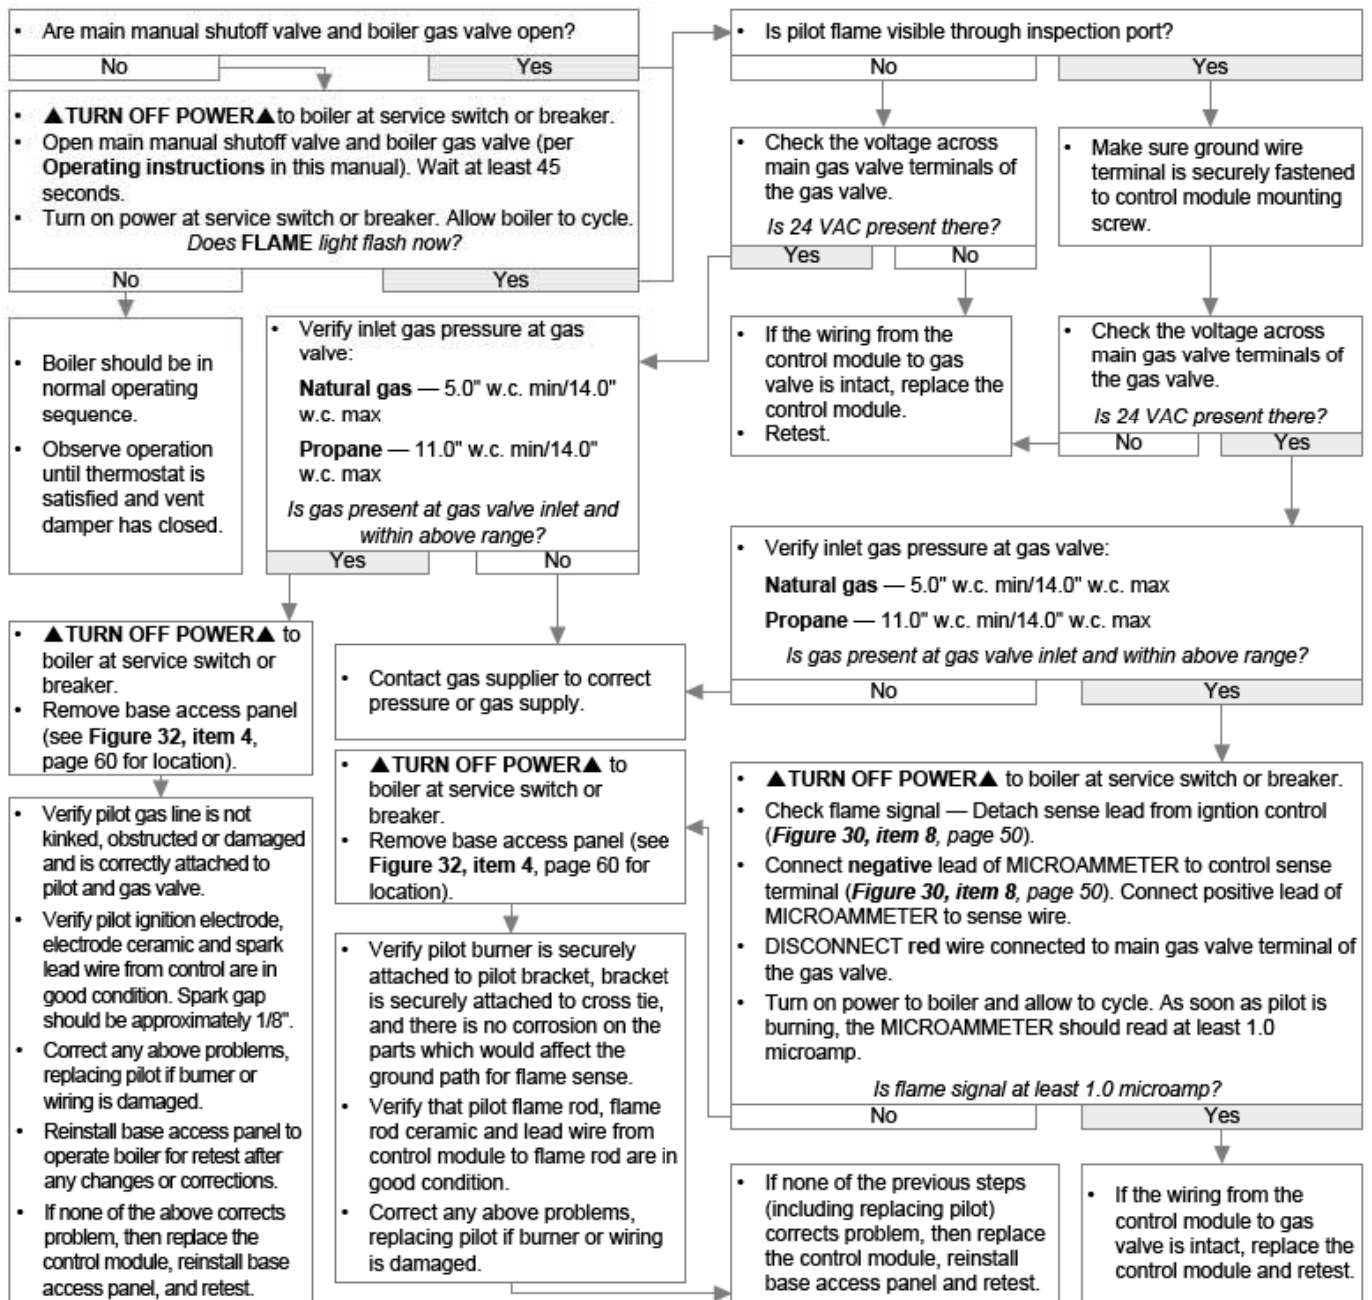 • Are main manual shutoff valve and boiler gas valve open?
No
Yes
• ▲TURN OFF POWER▲to boiler at service switch or breaker.
• Open main manual shutoff valve and boiler gas valve (per
Operating instructions in this manual). Wait at least 45
seconds.
• Turn on power at service switch or breaker. Allow boiler to cycle.
Does FLAME light flash now?
No
Yes
• Boiler should be in
normal operating
sequence.
• Observe operation
until thermostat is
satisfied and vent
damper has closed.
• Verify inlet gas pressure at gas
valve:
Natural gas — 5.0" w.c. min/14.0"
w.c. max
Propane — 11.0" w.c. min/14.0"
w.c. max
Is gas present at gas valve inlet and
within above range?
Yes
No
• ▲TURN OFF POWER▲ to
boiler at service switch or
breaker.
• Remove base access panel
(see Figure 32, item 4,
page 60 for location).
• Verify pilot gas line is not
kinked, obstructed or damaged
and is correctly attached to
pilot and gas valve.
• Verify pilot ignition electrode,
electrode ceramic and spark
lead wire from control are in
good condition. Spark gap
should be approximately 1/8".
• Correct any above problems,
replacing pilot if burner or
wiring is damaged.
• Reinstall base access panel to
operate boiler for retest after
any changes or corrections.
• If none of the above corrects
problem, then replace the
control module, reinstall base
access panel, and retest.
• Contact gas supplier to correct
pressure or gas supply.
• ▲TURN OFF POWER▲ to
boiler at service switch or
breaker.
• Remove base access panel (see
Figure 32, item 4, page 60 for
location).
• Verify pilot burner is securely
attached to pilot bracket, bracket
is securely attached to cross tie,
and there is no corrosion on the
parts which would affect the
ground path for flame sense.
• Verify that pilot flame rod, flame
rod ceramic and lead wire from
control module to flame rod are in
good condition.
• Correct any above problems,
replacing pilot if burner or wiring
is damaged.
• Is pilot flame visible through inspection port?
No
Yes
• Check the voltage across
main gas valve terminals of
the gas valve.
Is 24 VAC present there?
Yes
No
• Make sure ground wire
terminal is securely fastened
to control module mounting
screw.
• If the wiring from the
control module to gas
valve is intact, replace the
control module.
• Retest.
• Check the voltage across
main gas valve terminals of
the gas valve.
Is 24 VAC present there?
No
Yes
• Verify inlet gas pressure at gas valve:
Natural gas — 5.0" w.c. min/14.0" w.c. max
Propane — 11.0" w.c. min/14.0" w.c. max
Is gas present at gas valve inlet and within above range?
No
Yes
• ▲TURN OFF POWER▲ to boiler at service switch or breaker.
• Check flame signal — Detach sense lead from igntion control
(Figure 30, item 8, page 50).
• Connect negative lead of MICROAMMETER to control sense
terminal (Figure 30, item 8, page 50). Connect positive lead of
MICROAMMETER to sense wire.
• DISCONNECT red wire connected to main gas valve terminal of
the gas valve.
• Turn on power to boiler and allow to cycle. As soon as pilot is
burning, the MICROAMMETER should read at least 1.0
microamp.
Is flame signal at least 1.0 microamp?
No
Yes
• If none of the previous steps
(including replacing pilot)
corrects problem, then replace
the control module, reinstall
base access panel and retest.
• If the wiring from the
control module to gas
valve is intact, replace the
control module and retest.